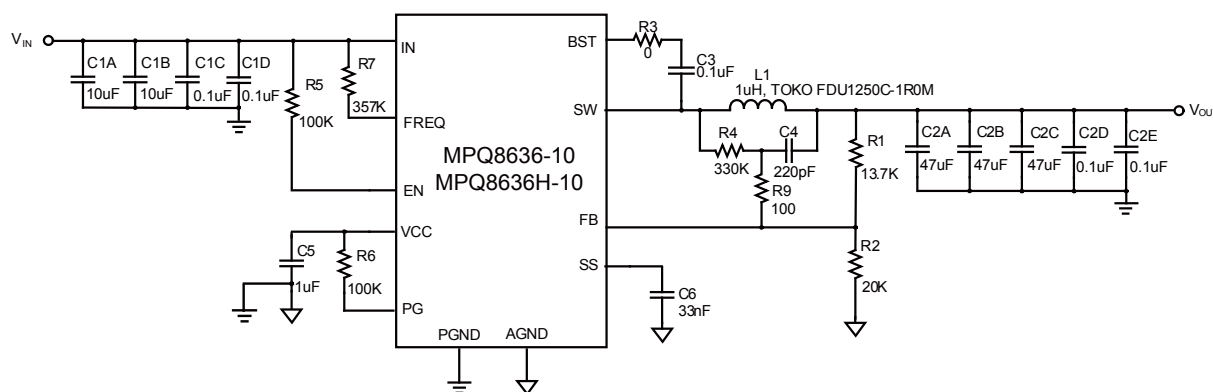 VIN
C1A
10uF
C1B
10uF
C1C
0.1uF
C1D
0.1uF
R5
100K
R7
357K
IN
FREQ
EN
VCC
PG
C5
1uF
R6
100K
MPQ8636-10
MPQ8636H-10
PGND
AGND
BST
SW
FB
SS
R3
0
C3
0.1uF
L1
1uH, TOKO FDU1250C-1R0M
R4
330K
C4
220pF
R9
100
R1
13.7K
R2
20K
C6
33nF
C2A
47uF
C2B
47uF
C2C
47uF
C2D
0.1uF
C2E
0.1uF
VOU